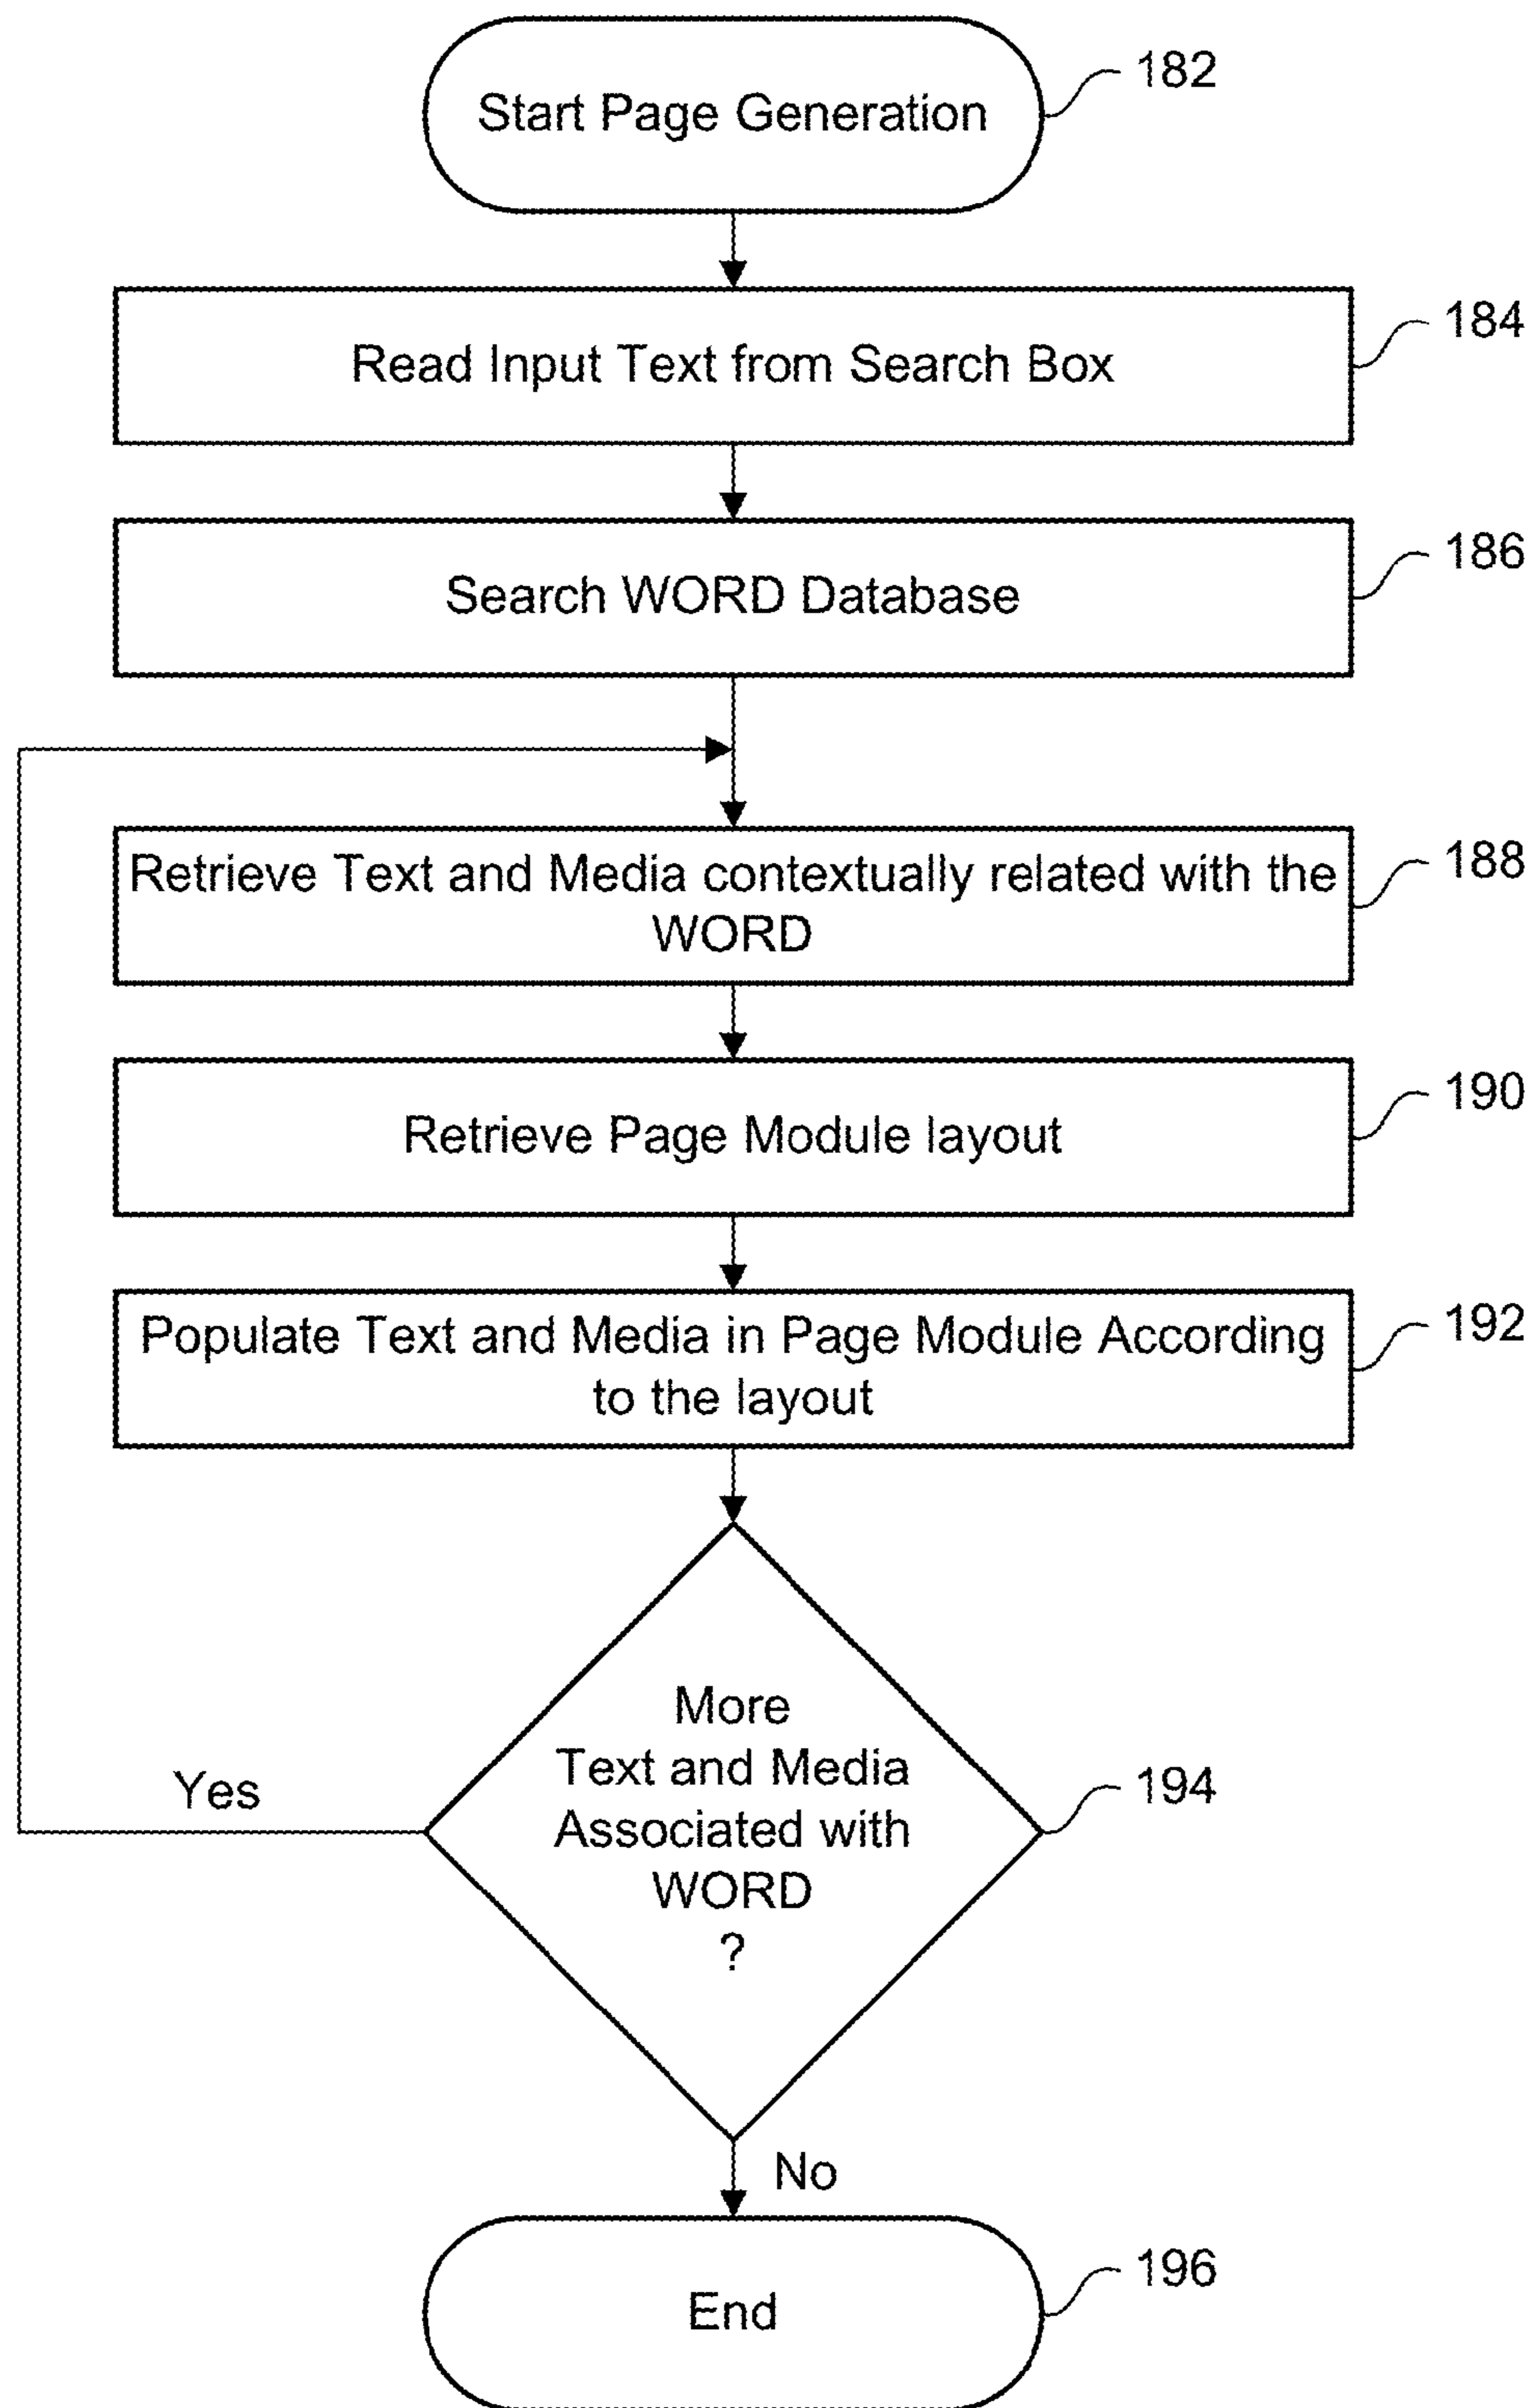 Start Page Generation
182
Read Input Text from Search Box
184
Search WORD Database
186
Retrieve Text and Media contextually related with the
WORD
188
Retrieve Page Module layout
190
Populate Text and Media in Page Module According
to the layout
192
More
Text and Media
Associated with
WORD
?
194
Yes
No
End
196